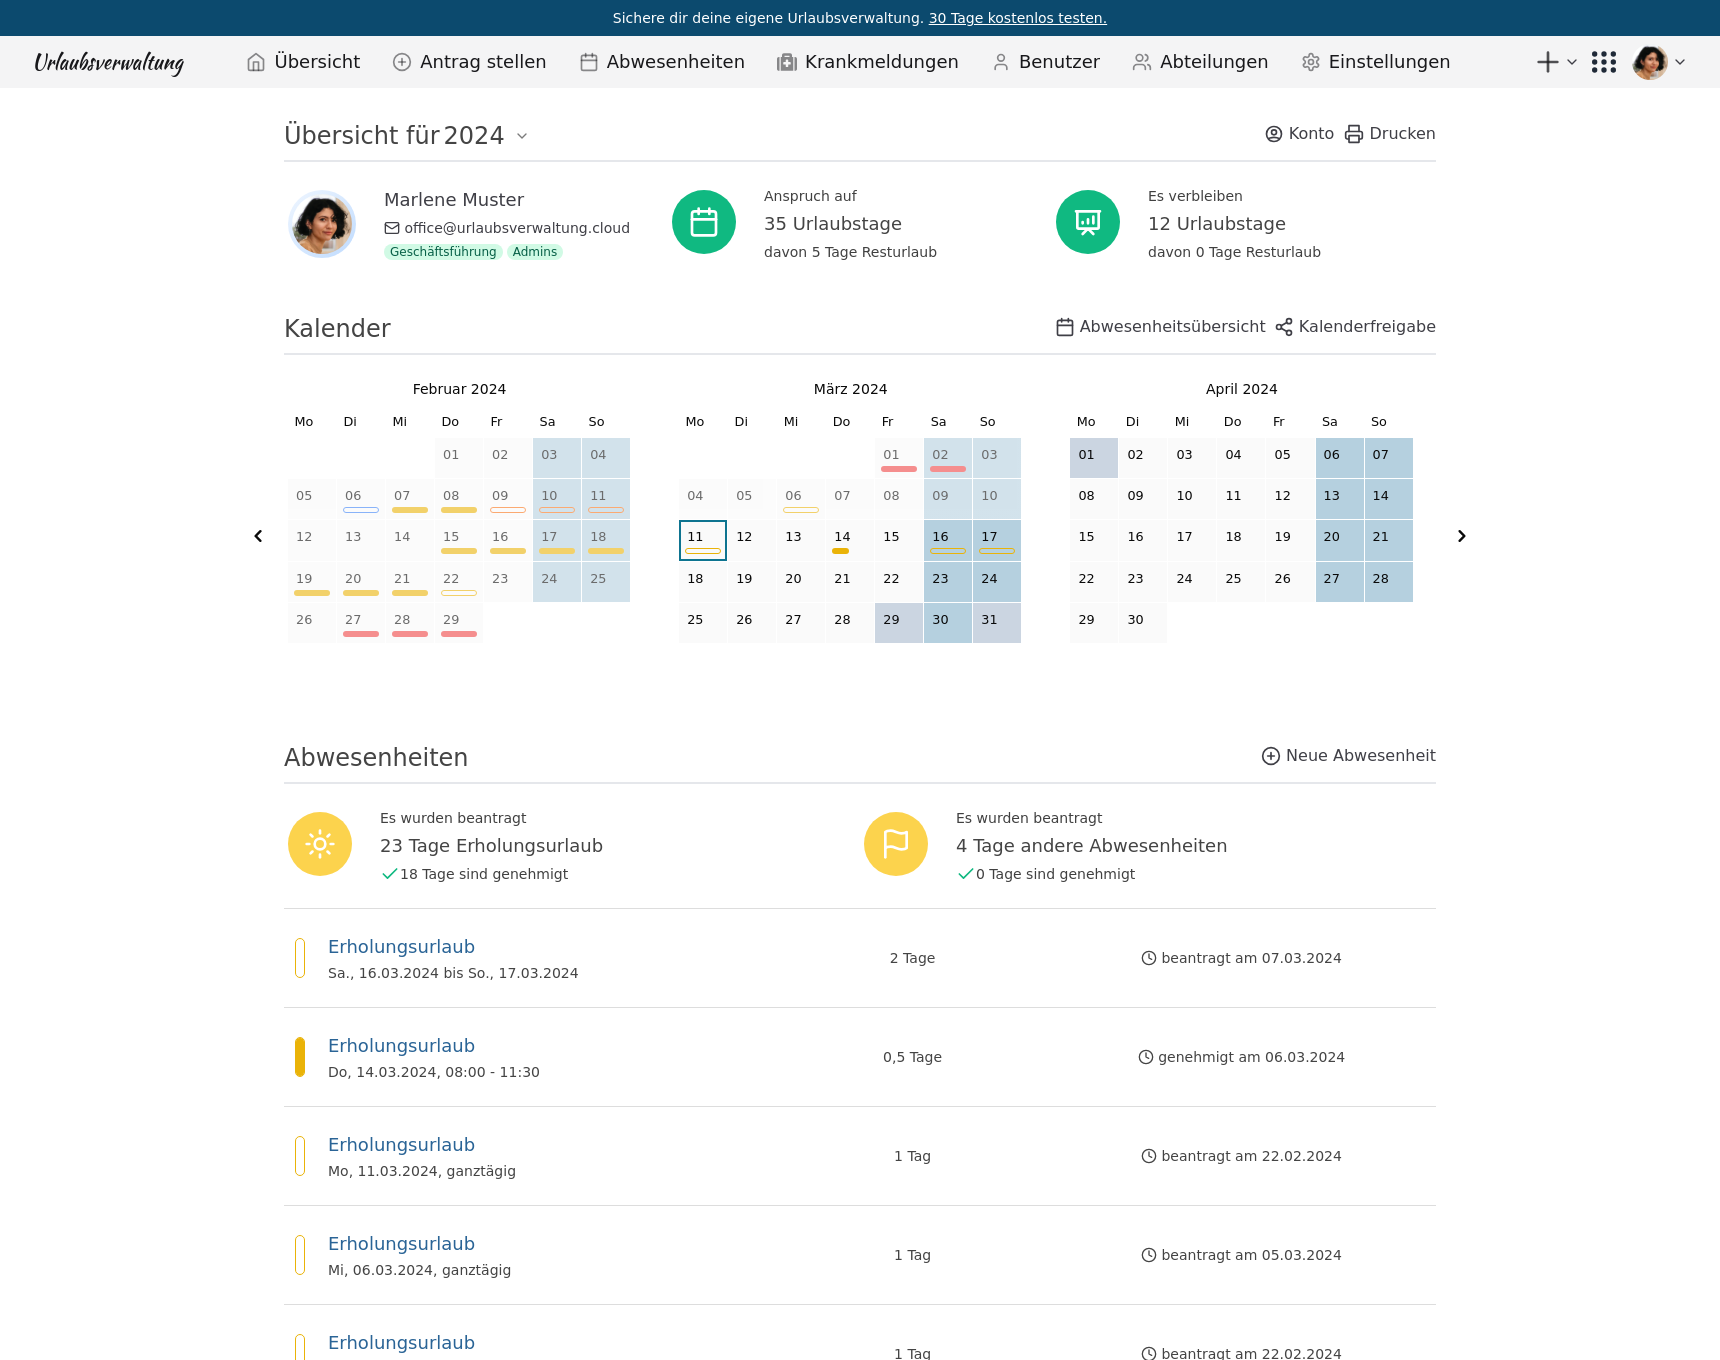 Sichere dir deine eigene Urlaubsverwaltung. 30 Tage kostenlos testen.
Urlaubsverwaltung Übersicht Antrag stellen Abwesenheiten Krankmeldungen Benutzer Abteilungen Einstellungen
Übersicht für 2024 Konto Drucken
Marlene Muster
office@urlaubsverwaltung.cloud
Geschäftsführung Admins
Anspruch auf
35 Urlaubstage
davon 5 Tage Resturlaub
Es verbleiben
12 Urlaubstage
davon 0 Tage Resturlaub
Kalender Abwesenheitsübersicht Kalenderfreigabe
Februar 2024
Mo Di Mi Do Fr Sa So
01 02 03 04
05 06 07 08 09 10 11
12 13 14 15 16 17 18
19 20 21 22 23 24 25
26 27 28 29
März 2024
Mo Di Mi Do Fr Sa So
01 02 03
04 05 06 07 08 09 10
11 12 13 14 15 16 17
18 19 20 21 22 23 24
25 26 27 28 29 30 31
April 2024
Mo Di Mi Do Fr Sa So
01 02 03 04 05 06 07
08 09 10 11 12 13 14
15 16 17 18 19 20 21
22 23 24 25 26 27 28
29 30
Abwesenheiten Neue Abwesenheit
Es wurden beantragt
23 Tage Erholungsurlaub
18 Tage sind genehmigt
Es wurden beantragt
4 Tage andere Abwesenheiten
0 Tage sind genehmigt
Erholungsurlaub
Sa., 16.03.2024 bis So., 17.03.2024
2 Tage
beantragt am 07.03.2024
Erholungsurlaub
Do, 14.03.2024, 08:00 - 11:30
0,5 Tage
genehmigt am 06.03.2024
Erholungsurlaub
Mo, 11.03.2024, ganztägig
1 Tag
beantragt am 22.02.2024
Erholungsurlaub
Mi, 06.03.2024, ganztägig
1 Tag
beantragt am 05.03.2024
Erholungsurlaub
1 Tag
beantragt am 22.02.2024